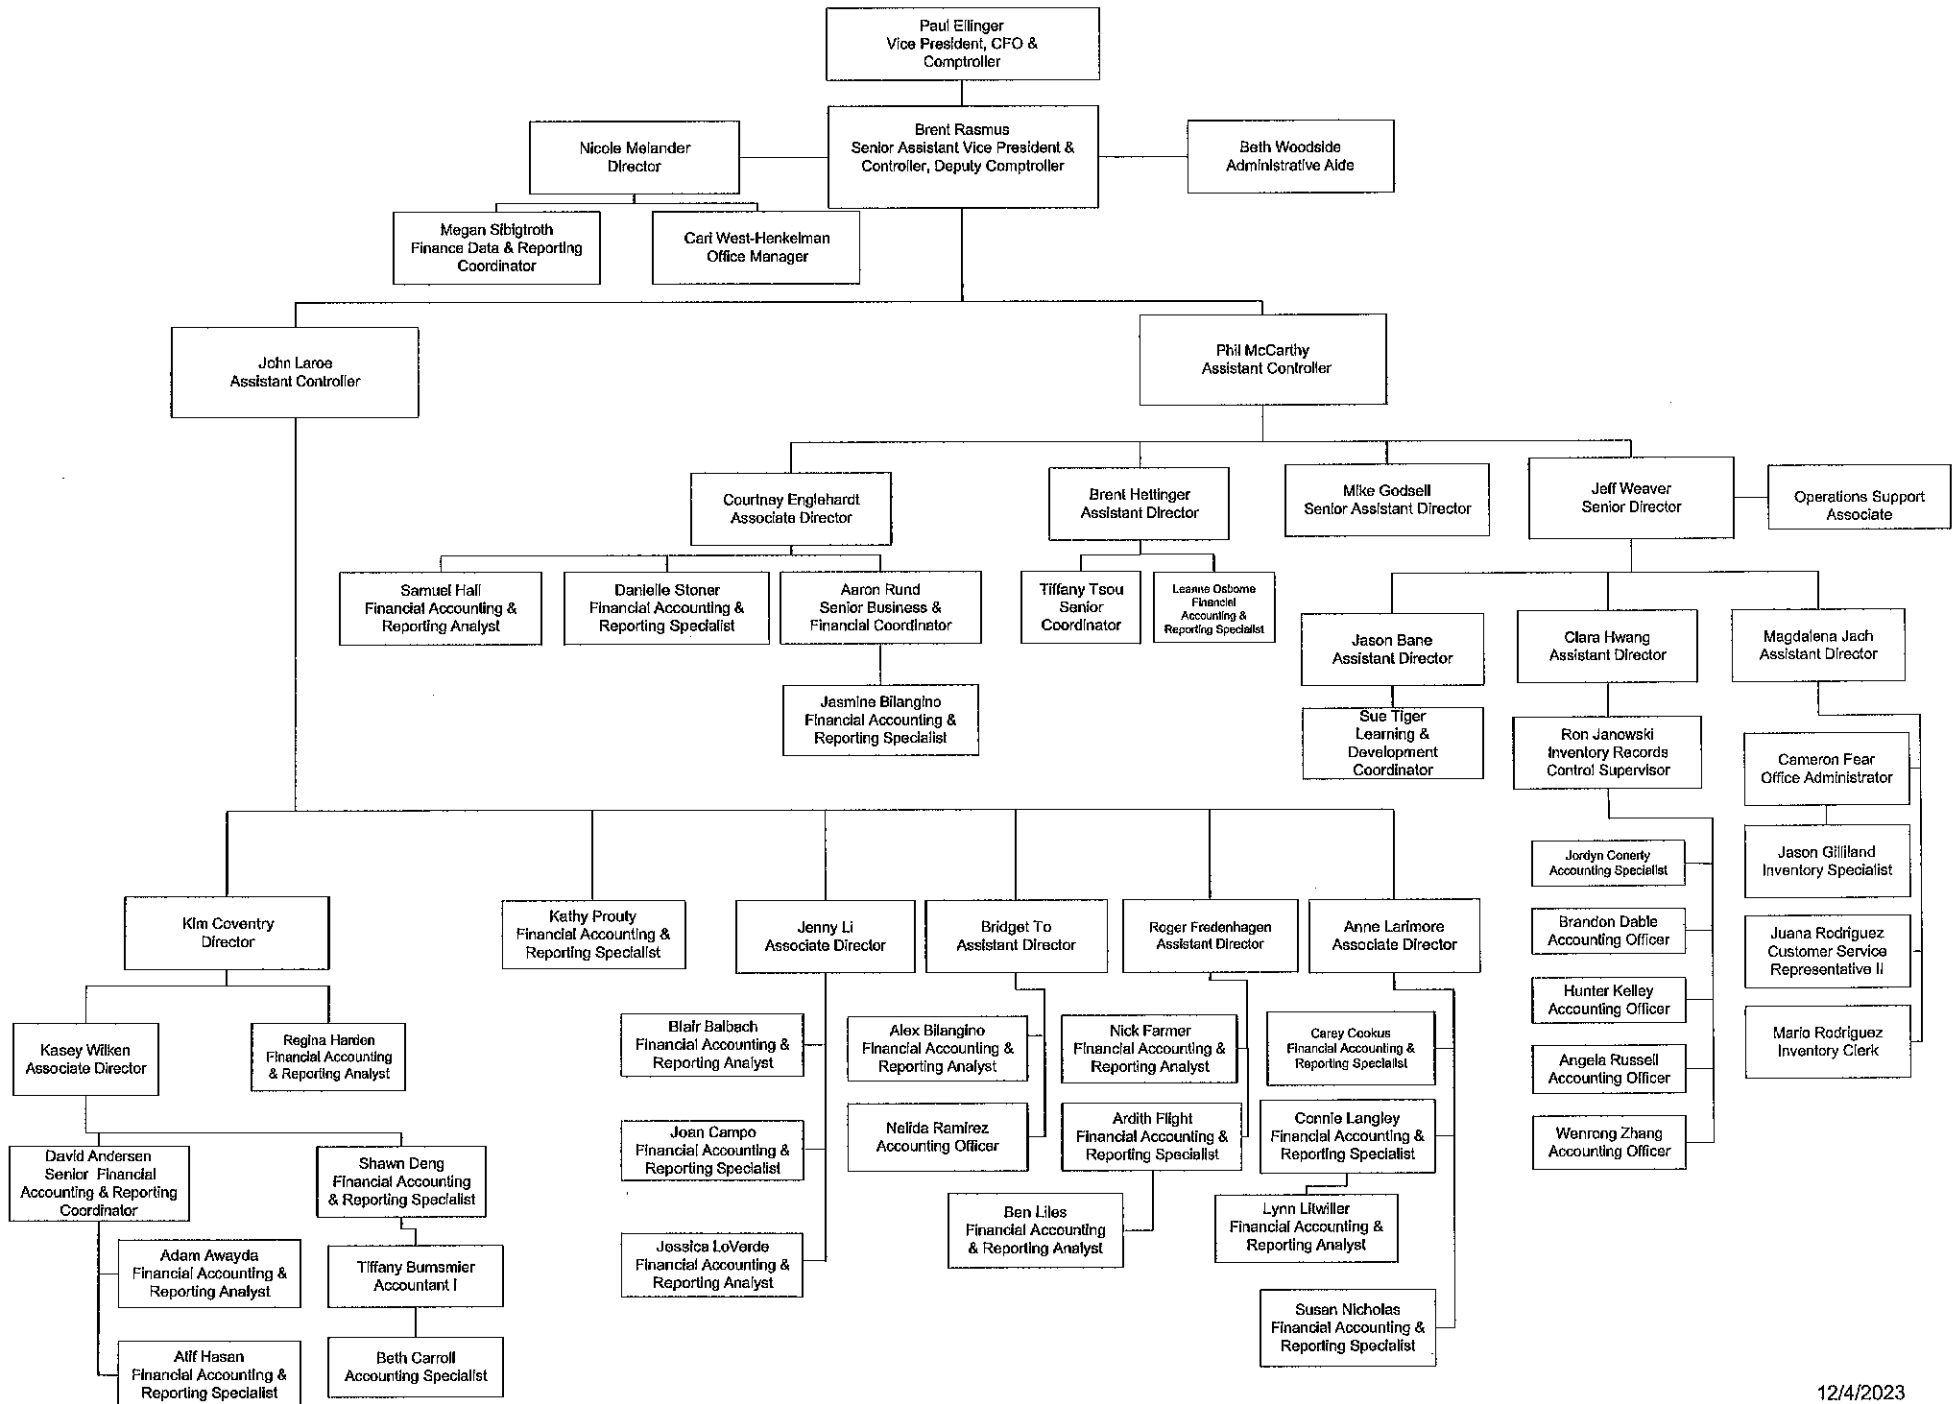 Paul Ellinger
Vice President, CFO &
Comptroller
Nicole Melander
Director
Brent Rasmus
Senior Assistant Vice President &
Controller, Deputy Comptroller
Beth Woodside
Administrative Aide
Megan Sibigtroth
Finance Data & Reporting
Coordinator
Cari West-Henkelman
Office Manager
John Laroe
Assistant Controller
Phil McCarthy
Assistant Controller
Courtney Englehardt
Associate Director
Brent Hettinger
Assistant Director
Mike Godsell
Senior Assistant Director
Jeff Weaver
Senior Director
Operations Support
Associate
Samuel Hall
Financial Accounting &
Reporting Analyst
Danielle Stoner
Financial Accounting &
Reporting Specialist
Aaron Rund
Senior Business &
Financial Coordinator
Tiffany Tsou
Senior
Coordinator
Leanne Osborne
Financial
Accounting &
Reporting Specialist
Jason Bane
Assistant Director
Clara Hwang
Assistant Director
Magdalena Jach
Assistant Director
Jasmine Bilangino
Financial Accounting &
Reporting Specialist
Sue Tiger
Learning &
Development
Coordinator
Ron Janowski
Inventory Records
Control Supervisor
Cameron Fear
Office Administrator
Jordyn Conerty
Accounting Specialist
Jason Gilliland
Inventory Specialist
Brandon Dable
Accounting Officer
Juana Rodriguez
Customer Service
Representative II
Hunter Kelley
Accounting Officer
Mario Rodriguez
Inventory Clerk
Angela Russell
Accounting Officer
Wenrong Zhang
Accounting Officer
Kim Coventry
Director
Kathy Prouty
Financial Accounting &
Reporting Specialist
Jenny Li
Associate Director
Bridget To
Assistant Director
Roger Fredenhagen
Assistant Director
Anne Larimore
Associate Director
Kasey Wilken
Associate Director
Regina Harden
Financial Accounting
& Reporting Analyst
Blair Balbach
Financial Accounting &
Reporting Analyst
Alex Bilangino
Financial Accounting &
Reporting Analyst
Nick Farmer
Financial Accounting &
Reporting Analyst
Carey Cookus
Financial Accounting &
Reporting Specialist
David Andersen
Senior Financial
Accounting & Reporting
Coordinator
Shawn Deng
Financial Accounting
& Reporting Specialist
Joan Campo
Financial Accounting &
Reporting Specialist
Nelida Ramirez
Accounting Officer
Ardith Flight
Financial Accounting &
Reporting Specialist
Connie Langley
Financial Accounting &
Reporting Specialist
Ben Liles
Financial Accounting
& Reporting Analyst
Lynn Litwiller
Financial Accounting &
Reporting Analyst
Adam Awayda
Financial Accounting &
Reporting Analyst
Tiffany Bumsmier
Accountant I
Jessica LoVerde
Financial Accounting &
Reporting Analyst
Susan Nicholas
Financial Accounting &
Reporting Specialist
Atif Hasan
Financial Accounting &
Reporting Specialist
Beth Carroll
Accounting Specialist
12/4/2023